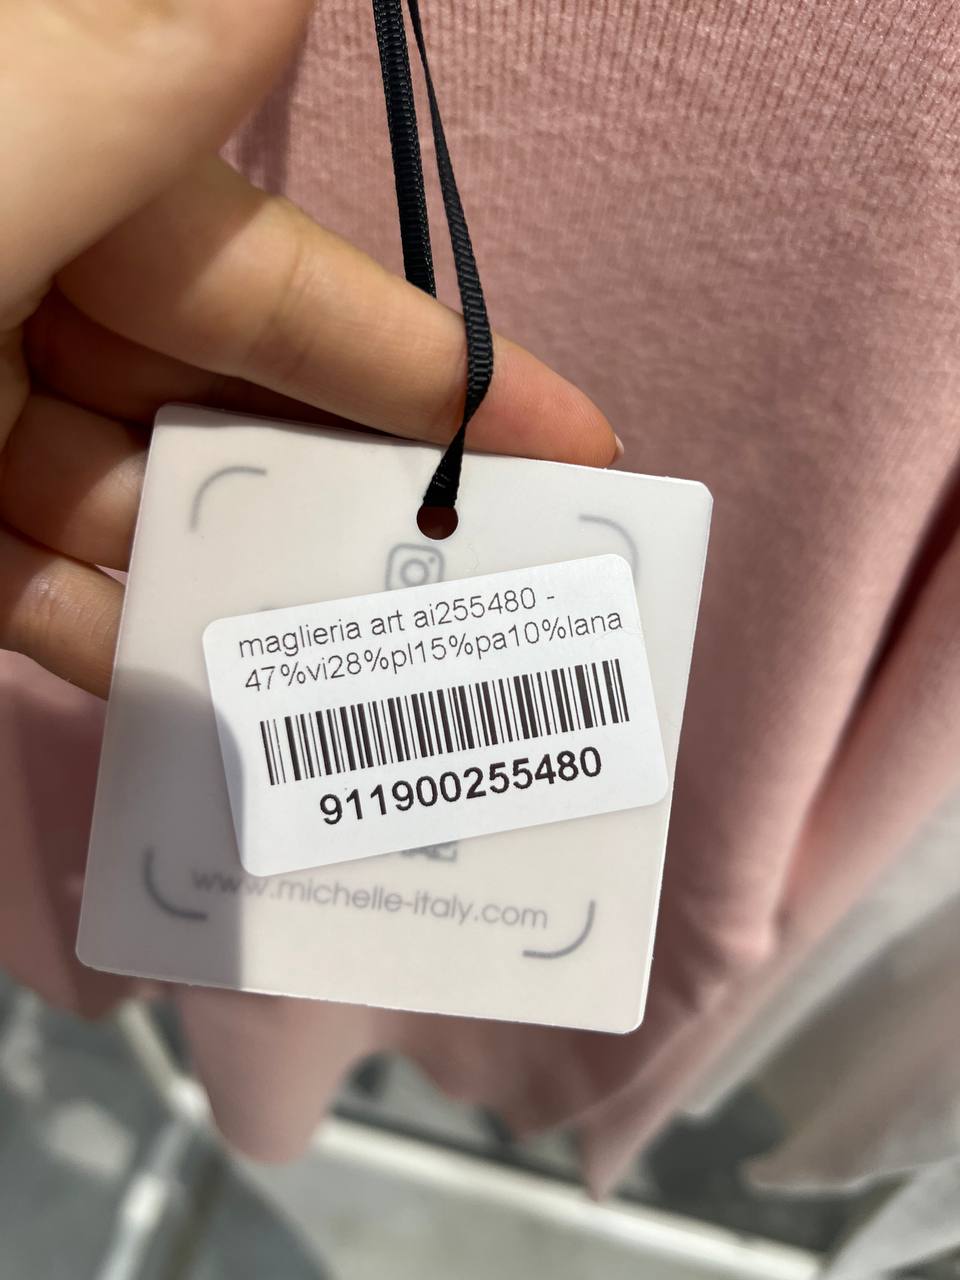 maglieria art ai255480 -
47%vi28%pl15%pa10%lana
911900255480
www.michelle-italy.com